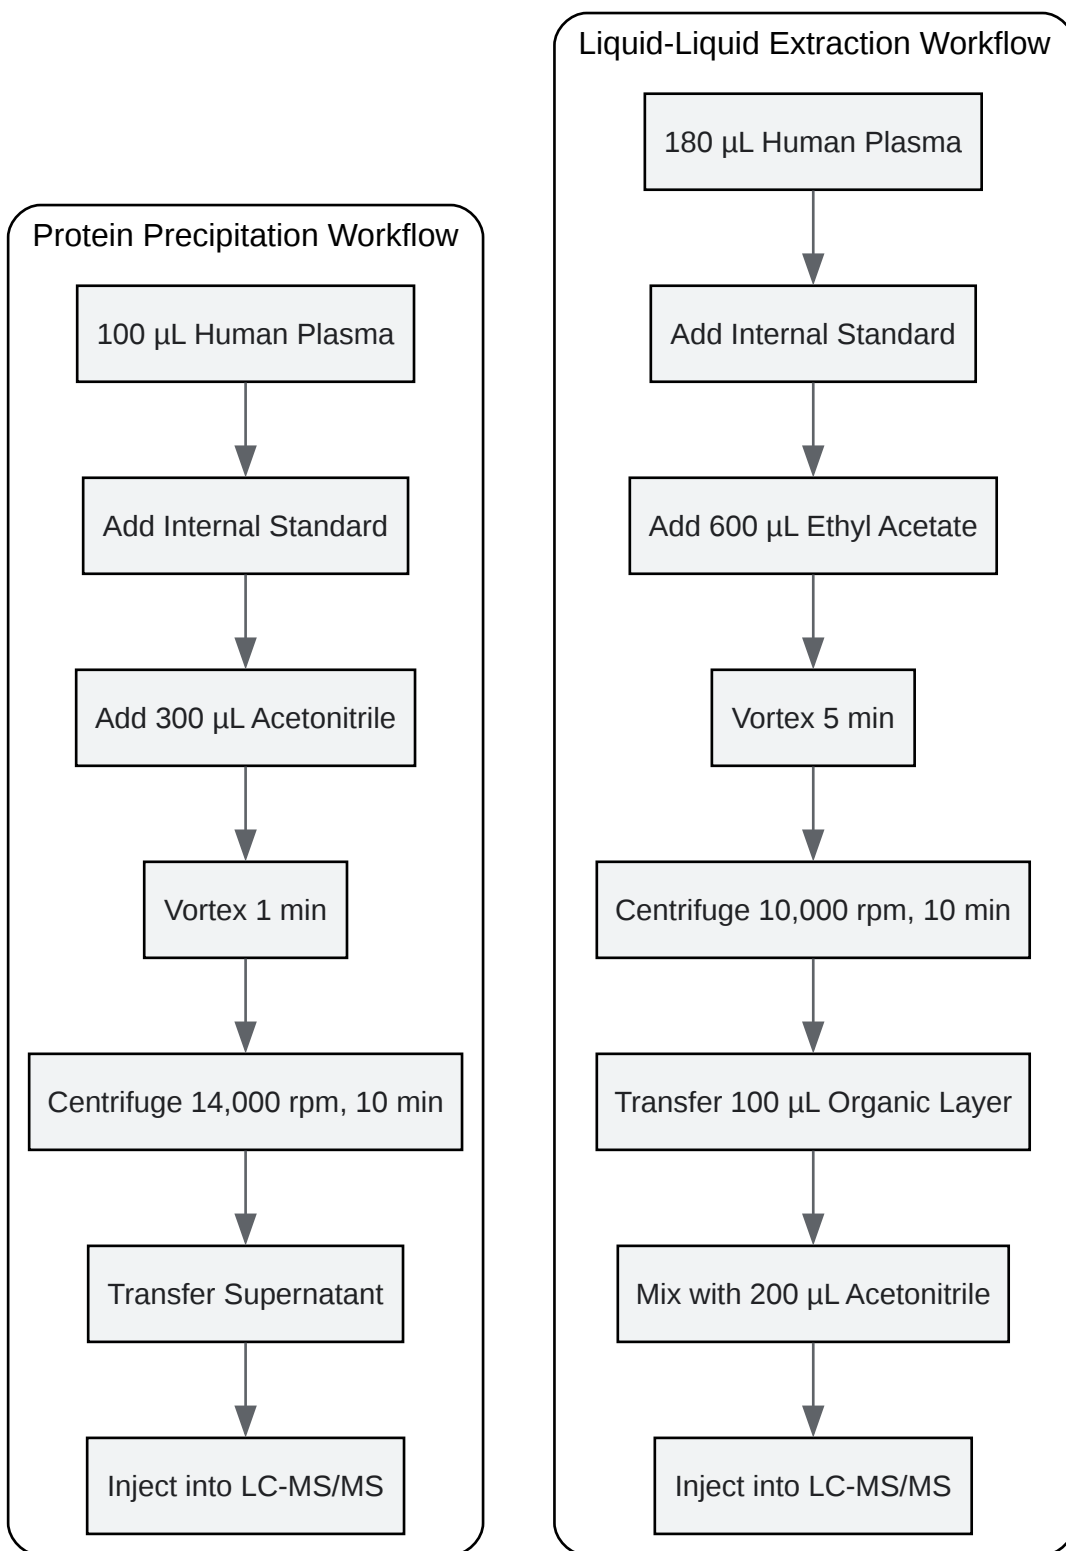 Protein Precipitation Workflow
100 µL Human Plasma
Add Internal Standard
Add 300 µL Acetonitrile
Vortex 1 min
Centrifuge 14,000 rpm, 10 min
Transfer Supernatant
Inject into LC-MS/MS
Liquid-Liquid Extraction Workflow
180 µL Human Plasma
Add Internal Standard
Add 600 µL Ethyl Acetate
Vortex 5 min
Centrifuge 10,000 rpm, 10 min
Transfer 100 µL Organic Layer
Mix with 200 µL Acetonitrile
Inject into LC-MS/MS